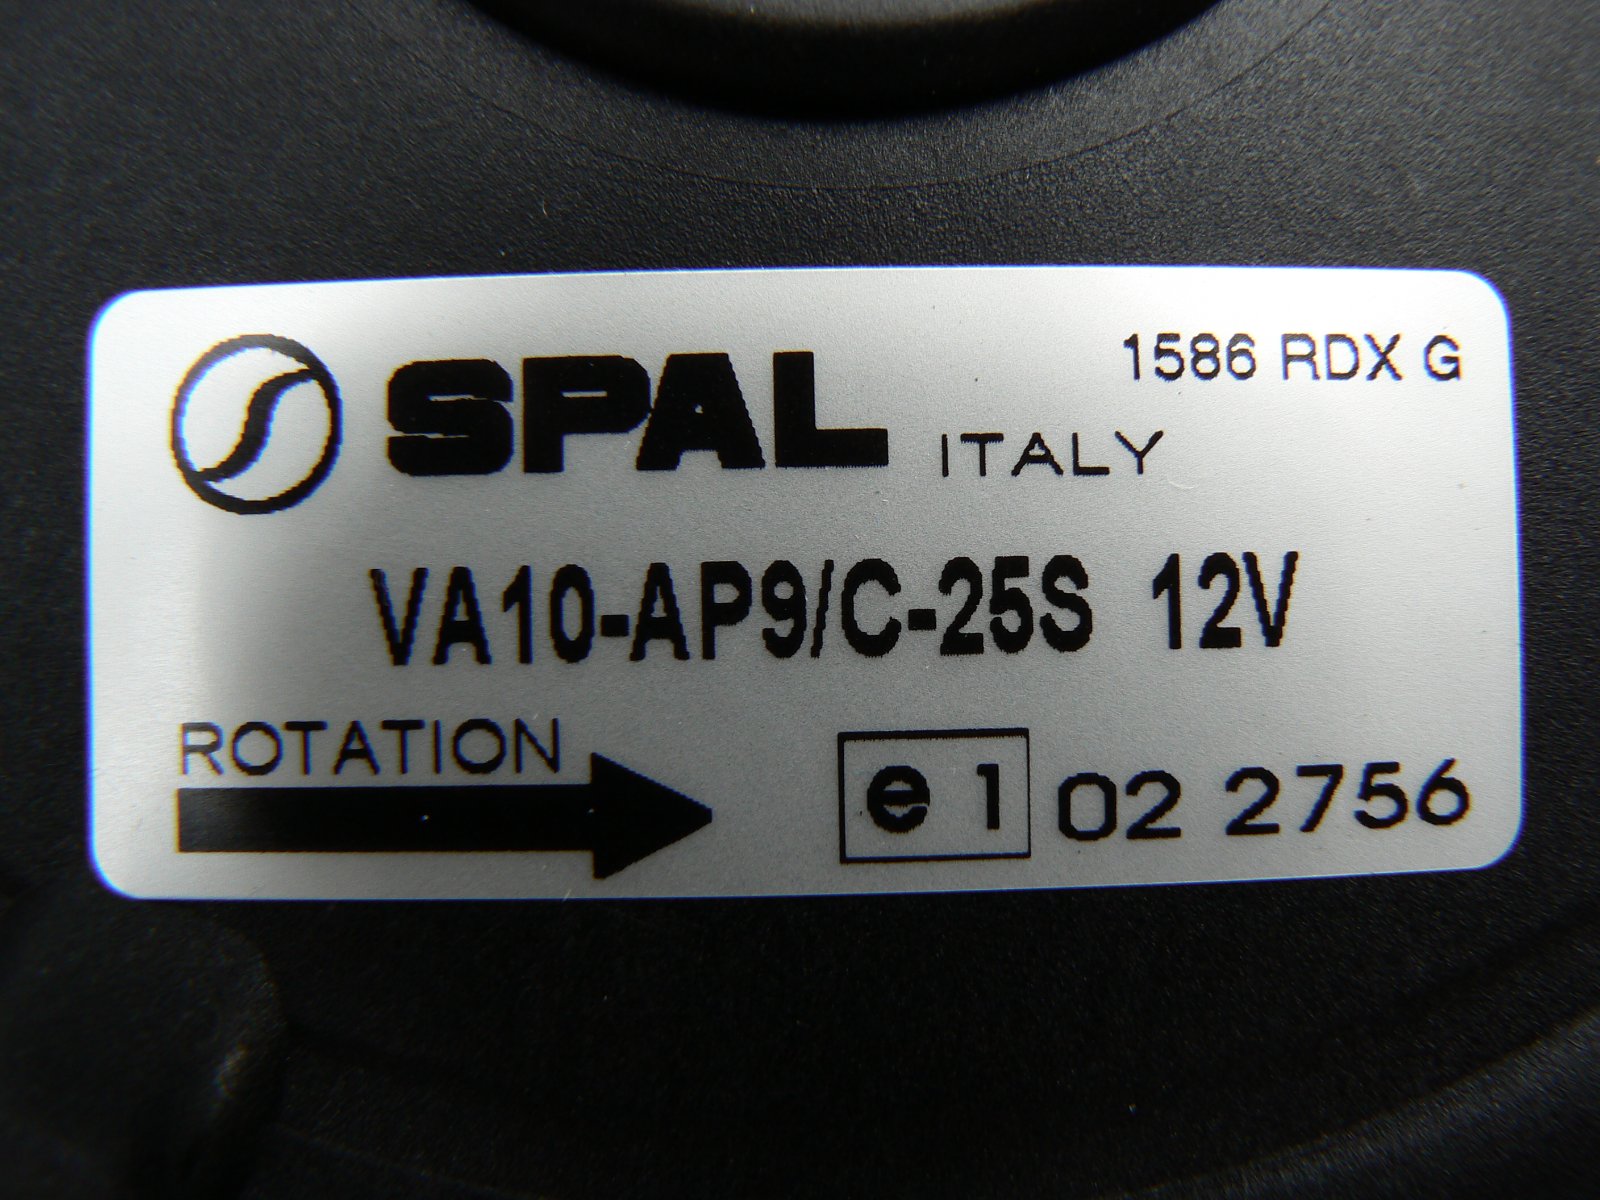 1586 RDX G
SPAL ITALY
VA10-AP9/C-25S 12V
ROTATION
e 1 02 2756